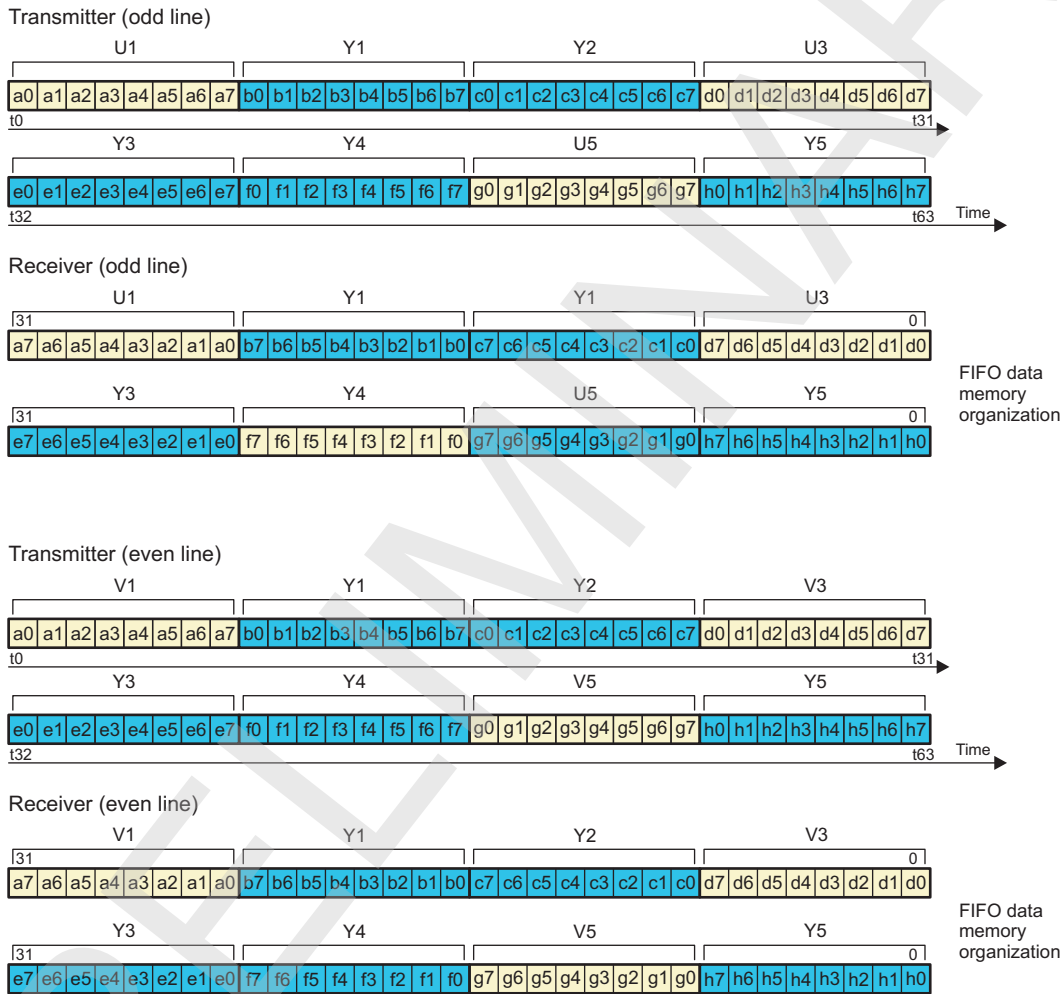 Transmitter (odd line)
U1 Y1 Y2 U3
a0 a1 a2 a3 a4 a5 a6 a7 b0 b1 b2 b3 b4 b5 b6 b7 c0 c1 c2 c3 c4 c5 c6 c7 d0 d1 d2 d3 d4 d5 d6 d7
t0 t31
Y3 Y4 U5 Y5
e0 e1 e2 e3 e4 e5 e6 e7 f0 f1 f2 f3 f4 f5 f6 f7 g0 g1 g2 g3 g4 g5 g6 g7 h0 h1 h2 h3 h4 h5 h6 h7
t32 t63 Time
Receiver (odd line)
U1 Y1 Y1 U3
31 0
a7 a6 a5 a4 a3 a2 a1 a0 b7 b6 b5 b4 b3 b2 b1 b0 c7 c6 c5 c4 c3 c2 c1 c0 d7 d6 d5 d4 d3 d2 d1 d0
Y3 Y4 U5 Y5
31 0
e7 e6 e5 e4 e3 e2 e1 e0 f7 f6 f5 f4 f3 f2 f1 f0 g7 g6 g5 g4 g3 g2 g1 g0 h7 h6 h5 h4 h3 h2 h1 h0
FIFO data
memory
organization
Transmitter (even line)
V1 Y1 Y2 V3
a0 a1 a2 a3 a4 a5 a6 a7 b0 b1 b2 b3 b4 b5 b6 b7 c0 c1 c2 c3 c4 c5 c6 c7 d0 d1 d2 d3 d4 d5 d6 d7
t0 t31
Y3 Y4 V5 Y5
e0 e1 e2 e3 e4 e5 e6 e7 f0 f1 f2 f3 f4 f5 f6 f7 g0 g1 g2 g3 g4 g5 g6 g7 h0 h1 h2 h3 h4 h5 h6 h7
t32 t63 Time
Receiver (even line)
V1 Y1 Y2 V3
31 0
a7 a6 a5 a4 a3 a2 a1 a0 b7 b6 b5 b4 b3 b2 b1 b0 c7 c6 c5 c4 c3 c2 c1 c0 d7 d6 d5 d4 d3 d2 d1 d0
Y3 Y4 V5 Y5
31 0
e7 e6 e5 e4 e3 e2 e1 e0 f7 f6 f5 f4 f3 f2 f1 f0 g7 g6 g5 g4 g3 g2 g1 g0 h7 h6 h5 h4 h3 h2 h1 h0
FIFO data
memory
organization